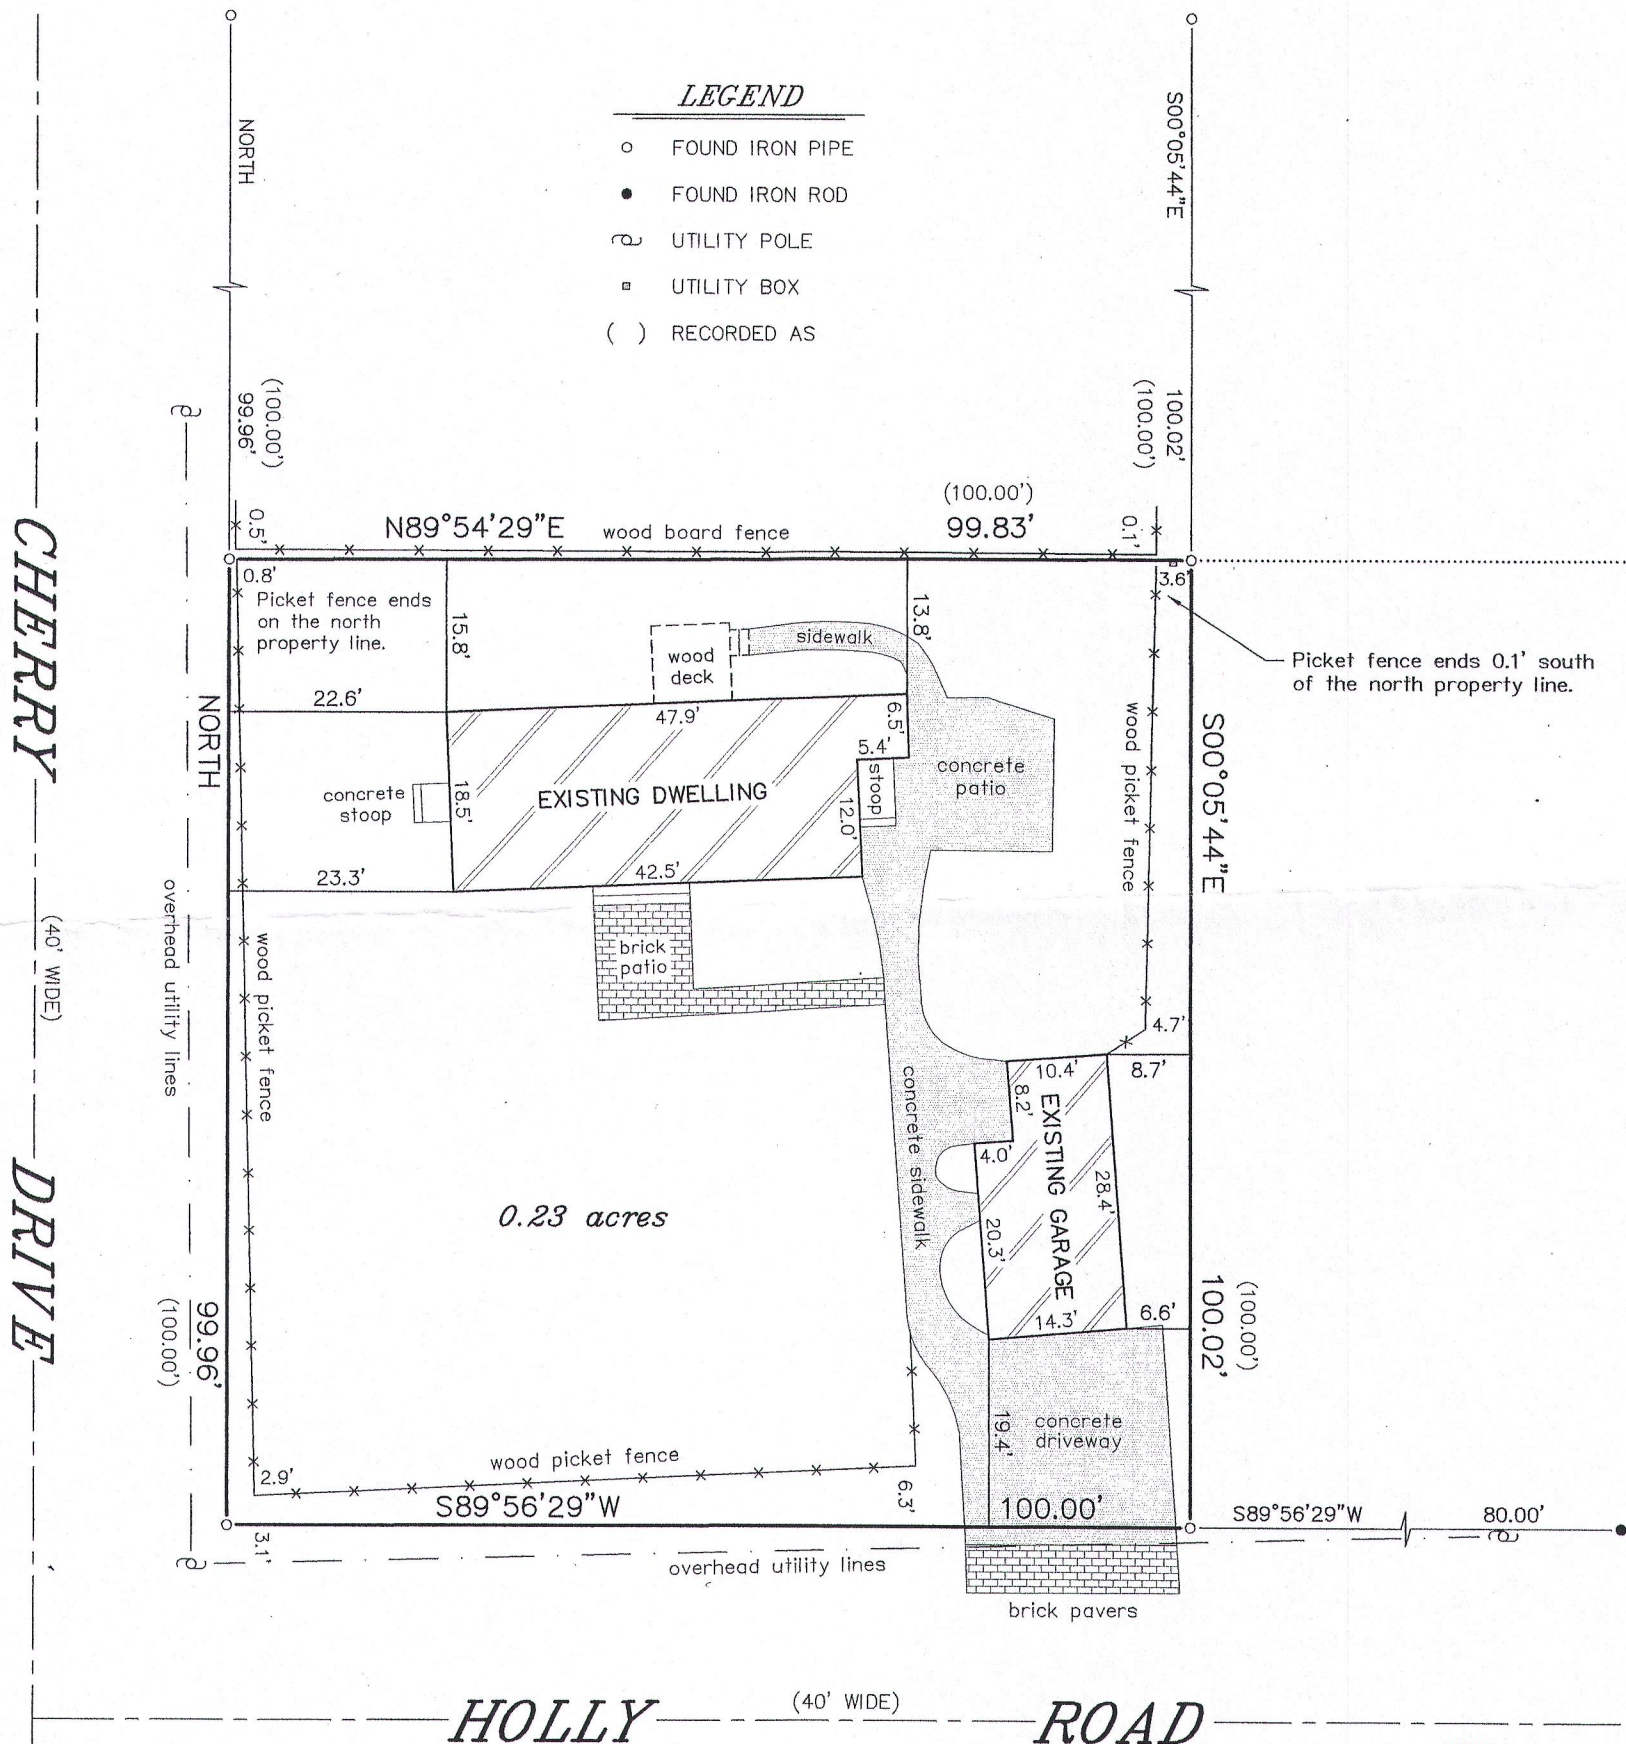 LEGEND
FOUND IRON PIPE
FOUND IRON ROD
UTILITY POLE
UTILITY BOX
( ) RECORDED AS
NORTH
S00°05'44"E
(100.00')
99.96'
100.02'
(100.00')
0.5'
N89°54'29"E
wood board fence
(100.00')
99.83'
0.1'
0.8'
Picket fence ends
on the north
property line.
15.8'
13.8'
3.6'
Picket fence ends 0.1' south
of the north property line.
sidewalk
wood
deck
22.6'
47.9'
6.5'
5.4'
stoop
concrete
patio
wood picket fence
S00°05'44"E
NORTH
concrete
stoop
18.5'
EXISTING DWELLING
12.0'
23.3'
42.5'
brick
patio
wood picket fence
overhead utility lines
CHERRY
(40' WIDE)
DRIVE
4.7'
8.7'
10.4'
8.2'
4.0'
EXISTING GARAGE
28.4'
20.3'
14.3'
6.6'
concrete sidewalk
0.23 acres
99.96'
(100.00')
(100.00')
100.02'
19.4'
concrete
driveway
wood picket fence
2.9'
6.3'
S89°56'29"W
100.00'
S89°56'29"W
80.00'
3.1'
overhead utility lines
brick pavers
HOLLY
(40' WIDE)
ROAD